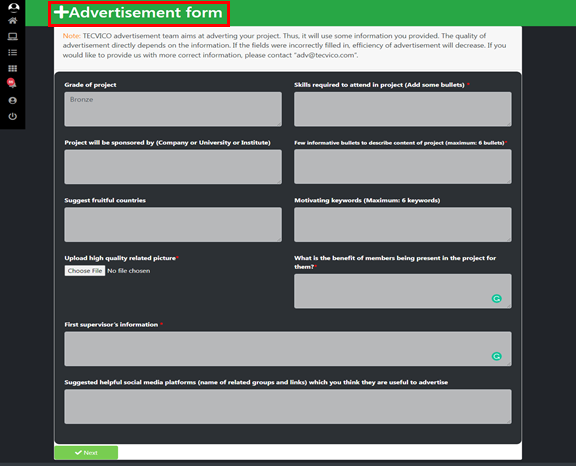 +Advertisement form
Note: TECVICO advertisement team aims at adverting your project. Thus, it will use some information you provided. The quality of
advertisement directly depends on the information. If the fields were incorrectly filled in, efficiency of advertisement will decrease. If you
would like to provide us with more correct information, please contact "adv@tecvico.com".
Grade of project
Bronze
Skills required to attend in project (Add some bullets) *
Project will be sponsored by (Company or University or Institute)
Few informative bullets to describe content of project (maximum: 6 bullets)*
Suggest fruitful countries
Motivating keywords (Maximum: 6 keywords)
Upload high quality related picture*
Choose File No file chosen
What is the benefit of members being present in the project for
them?*
First supervisor's information *
Suggested helpful social media platforms (name of related groups and links) which you think they are useful to advertise
Next